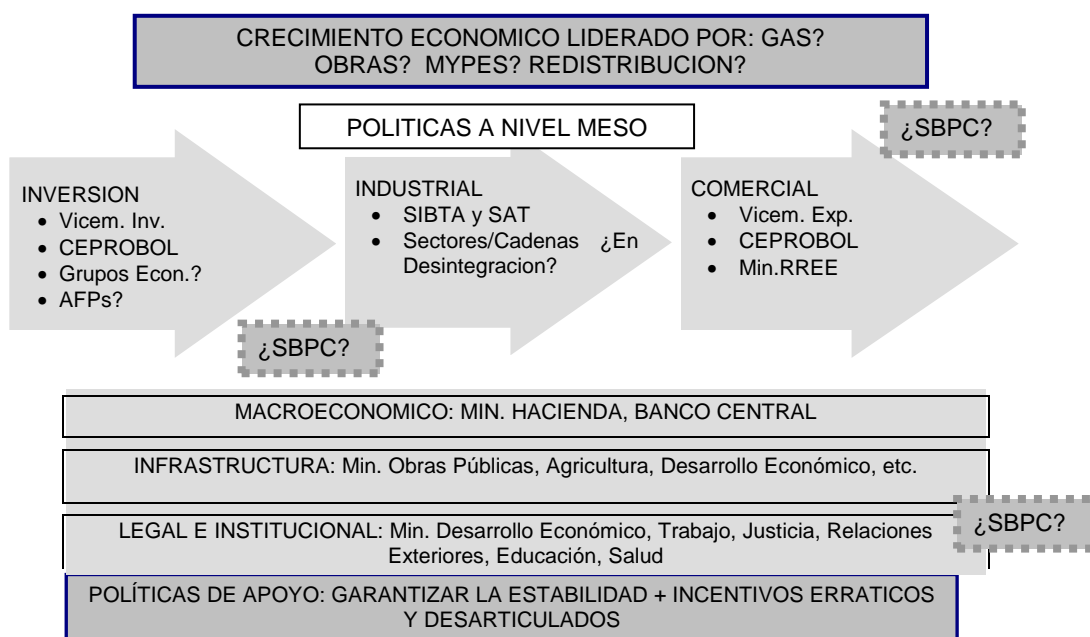 CRECIMIENTO ECONOMICO LIDERADO POR: GAS?
OBRAS? MYPES? REDISTRIBUCION?
POLITICAS A NIVEL MESO
¿SBPC?
INVERSION
• Vicem. Inv.
• CEPROBOL
• Grupos Econ.?
• AFPs?
INDUSTRIAL
• SIBTA y SAT
• Sectores/Cadenas ¿En
Desintegracion?
COMERCIAL
• Vicem. Exp.
• CEPROBOL
• Min.RREE
¿SBPC?
MACROECONOMICO: MIN. HACIENDA, BANCO CENTRAL
INFRASTRUCTURA: Min. Obras Públicas, Agricultura, Desarrollo Económico, etc.
¿SBPC?
LEGAL E INSTITUCIONAL: Min. Desarrollo Económico, Trabajo, Justicia, Relaciones
Exteriores, Educación, Salud
POLÍTICAS DE APOYO: GARANTIZAR LA ESTABILIDAD + INCENTIVOS ERRATICOS
Y DESARTICULADOS